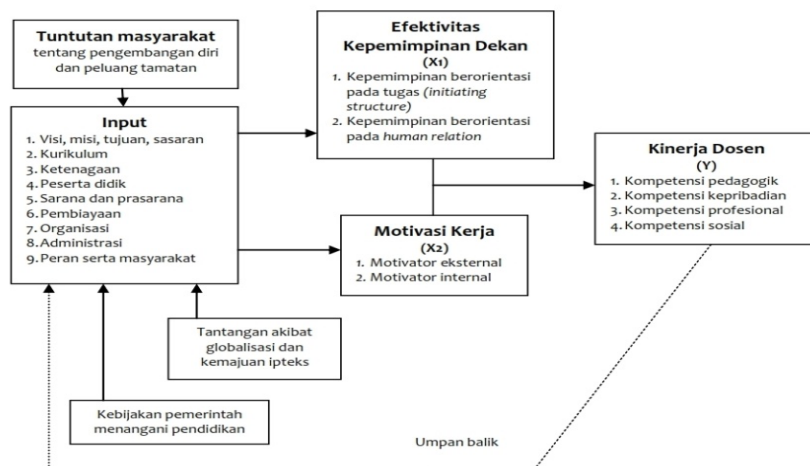 Tuntutan masyarakat
tentang pengembangan diri
dan peluang tamatan
Efektivitas
Kepemimpinan Dekan
(X1)
1. Kepemimpinan berorientasi
pada tugas (initiating
structure)
2. Kepemimpinan berorientasi
pada human relation
Input
1. Visi, misi, tujuan, sasaran
2. Kurikulum
3. Ketenagaan
4. Peserta didik
5. Sarana dan prasarana
6. Pembiayaan
7. Organisasi
8. Administrasi
9. Peran serta masyarakat
Kinerja Dosen
(Y)
1. Kompetensi pedagogik
2. Kompetensi kepribadian
3. Kompetensi profesional
4. Kompetensi sosial
Motivasi Kerja
(X2)
1. Motivator eksternal
2. Motivator internal
Tantangan akibat
globalisasi dan
kemajuan ipteks
Kebijakan pemerintah
menangani pendidikan
Umpan balik